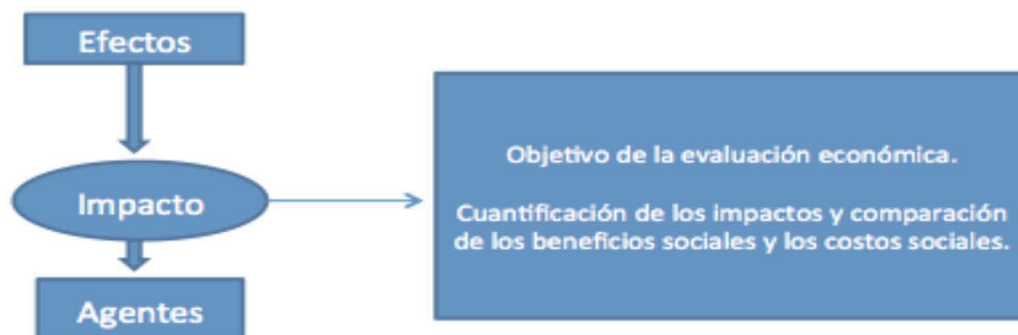 Efectos
Impacto
Agentes
Objetivo de la evaluación económica.
Cuantificación de los impactos y comparación
de los beneficios sociales y los costos sociales.